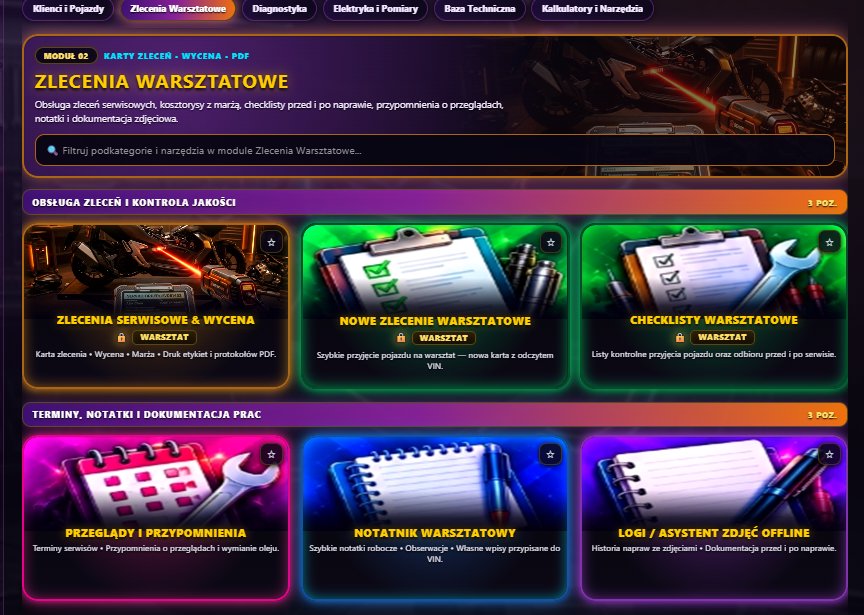 Klienci i Pojazdy
Zlecenia Warsztatowe
Diagnostyka
Elektryka i Pomiary
Baza Techniczna
Kalkulatory i Narzędzia
MODUŁ 02
KARTY ZLECEŃ - WYCENA - PDF
ZLECENIA WARSZTATOWE
Obsługa zleceń serwisowych, kosztorysy z marżą, checklisty przed i po naprawie, przypomnienia o przeglądach,
notatki i dokumentacja zdjęciowa.
Filtruj podkategorie i narzędzia w module Zlecenia Warsztatowe...
OBSŁUGA ZLECEŃ I KONTROLA JAKOŚCI
3 POZ.
ZLECENIA SERWISOWE & WYCENA
WARSZTAT
Karta zlecenia • Wycena • Marża • Druk etykiet i protokołów PDF.
NOWE ZLECENIE WARSZTATOWE
WARSZTAT
Szybkie przyjęcie pojazdu na warsztat — nowa karta z odczytem
VIN.
CHECKLISTY WARSZTATOWE
WARSZTAT
Listy kontrolne przyjęcia pojazdu oraz odbioru przed i po serwisie.
TERMINY, NOTATKI I DOKUMENTACJA PRAC
3 POZ.
PRZEGLĄDY I PRZYPOMNIENIA
Terminy serwisów • Przypomnienia o przeglądach i wymianie oleju.
NOTATNIK WARSZTATOWY
Szybkie notatki robocze • Obserwacje • Własne wpisy przypisane do
VIN.
LOGI / ASYSTENT ZDJĘĆ OFFLINE
Historia napraw ze zdjęciami • Dokumentacja przed i po naprawie.